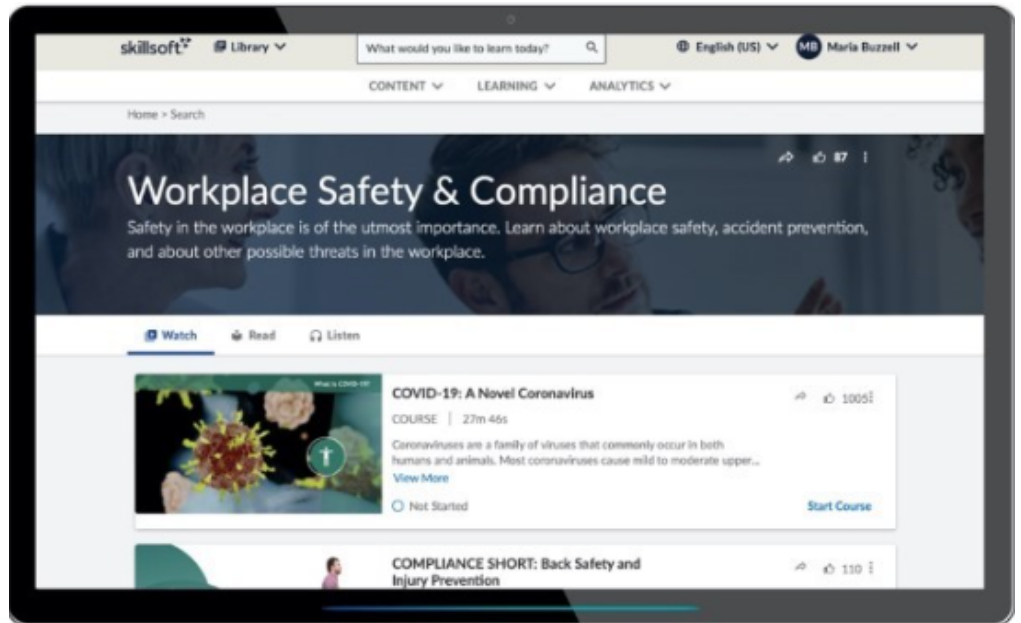 skillsoft Library English (US) MB Maria Buzzell
What would you like to learn today?
CONTENT LEARNING ANALYTICS
Home > Search
87
Workplace Safety & Compliance
Safety in the workplace is of the utmost importance. Learn about workplace safety, accident prevention,
and about other possible threats in the workplace.
Watch Read Listen
What is COVID-19?
COVID-19: A Novel Coronavirus
1005
COURSE | 27m 46s
Coronaviruses are a family of viruses that commonly occur in both
humans and animals. Most coronaviruses cause mild to moderate upper...
View More
Not Started
Start Course
COMPLIANCE SHORT: Back Safety and
Injury Prevention
110